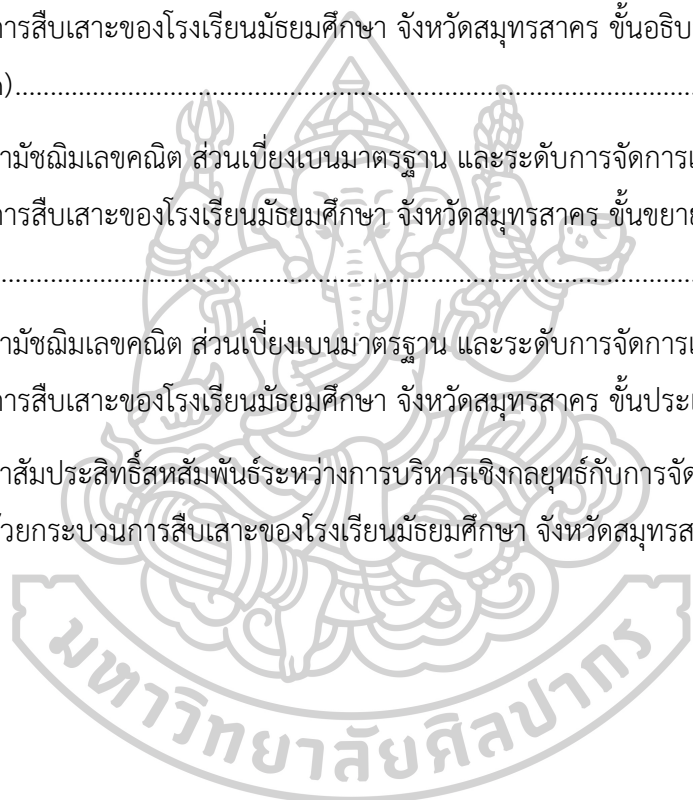 การสืบเสาะของโรงเรียนมัธยมศึกษา จังหวัดสมุทรสาคร ขั้นอธิบ
)................................................................................................
ามัชฌิมเลขคณิต ส่วนเบี่ยงเบนมาตรฐาน และระดับการจัดการเ
การสืบเสาะของโรงเรียนมัธยมศึกษา จังหวัดสมุทรสาคร ขั้นขยาย
................................................................................................
ามัชฌิมเลขคณิต ส่วนเบี่ยงเบนมาตรฐาน และระดับการจัดการเ
การสืบเสาะของโรงเรียนมัธยมศึกษา จังหวัดสมุทรสาคร ขั้นประเ
าสัมประสิทธิ์สหสัมพันธ์ระหว่างการบริหารเชิงกลยุทธ์กับการจัด
วยกระบวนการสืบเสาะของโรงเรียนมัธยมศึกษา จังหวัดสมุทรส
มหาวิทยาลัยศิลปากร